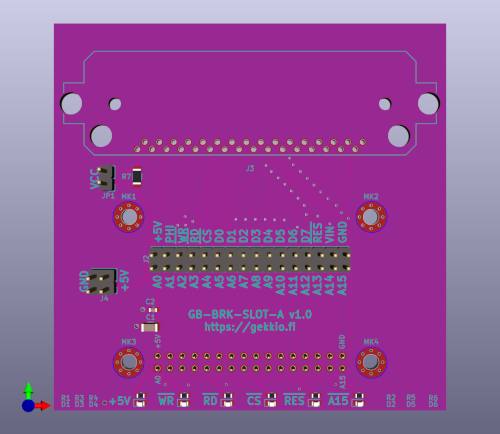 J3
VCC
R7
JP1
MK1
MK2
+5V PHI WR RD CS D0 D1 D2 D3 D4 D5 D6 D7 RES VIN GND
J2
A0 A1 A2 A3 A4 A5 A6 A7 A8 A9 A10 A11 A12 A13 A14 A15
GND +5V
J4
C2
C1
GB-BRK-SLOT-A v1.0
https://gekkio.fi
+5V
GND
MK3
MK4
A0
A15
R1 R3 R4
D1 D3 D4
+5V WR RD CS RES A15
R2 R5 R6
D2 D5 D6